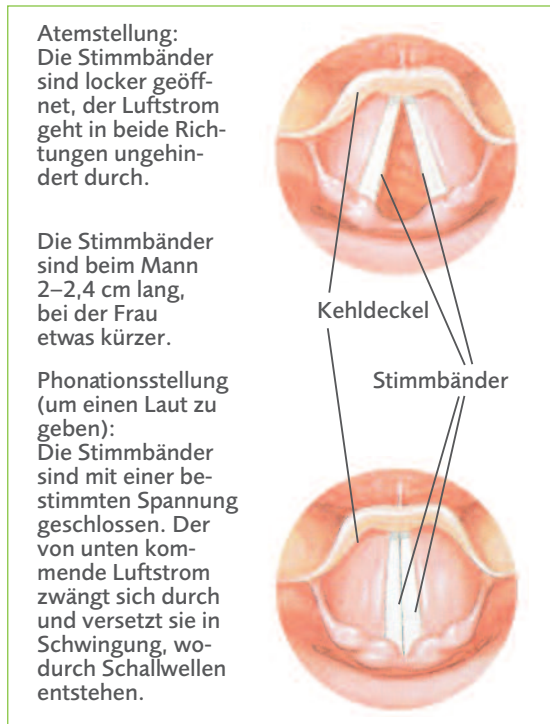 Atemstellung:
Die Stimmbänder
sind locker geöff-
net, der Luftstrom
geht in beide Rich-
tungen ungehin-
dert durch.
Die Stimmbänder
sind beim Mann
2–2,4 cm lang,
bei der Frau
etwas kürzer.
Kehldeckel
Stimmbänder
Phonationsstellung
(um einen Laut zu
geben):
Die Stimmbänder
sind mit einer be-
stimmten Spannung
geschlossen. Der
von unten kom-
mende Luftstrom
zwängt sich durch
und versetzt sie in
Schwingung, wo-
durch Schallwellen
entstehen.